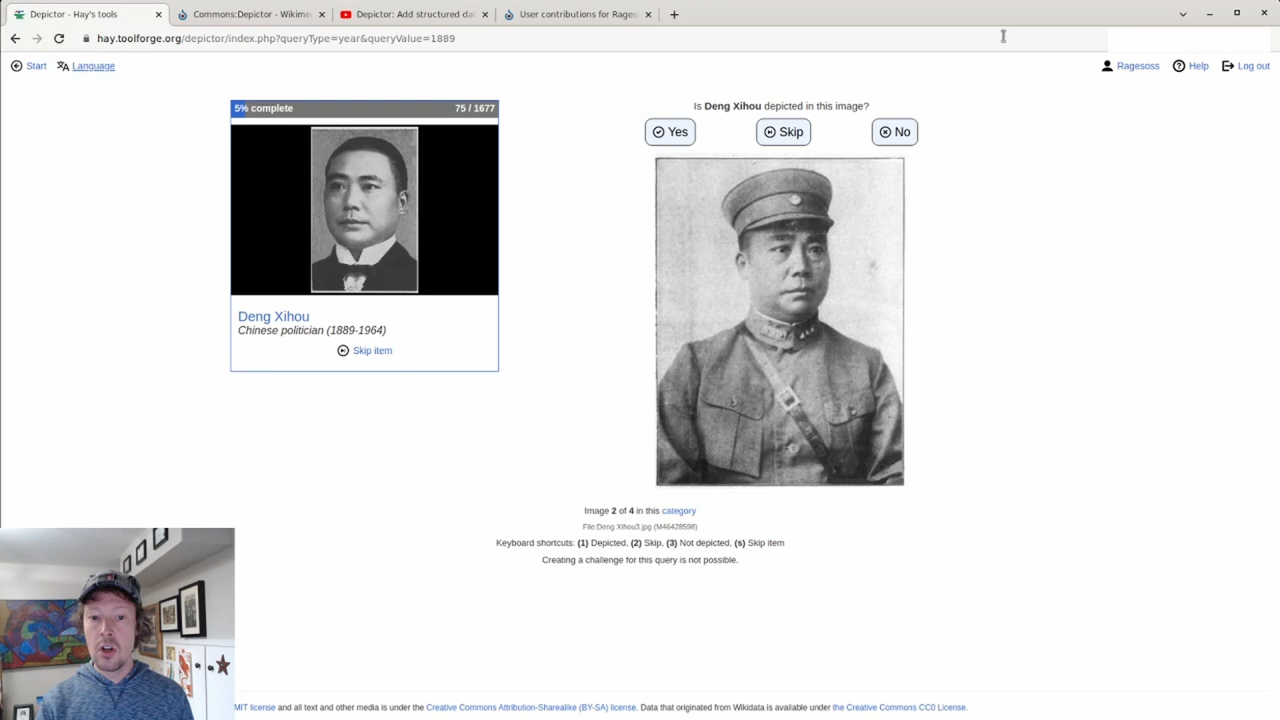 Depictor - Hay's tools
Commons:Depictor - Wikime
Depictor: Add structured da
User contributions for Rages
hay.toolforge.org/depictor/index.php?queryType=year&queryValue=1889
Start
Language
Ragesoss
Help
Log out
5% complete
75 / 1677
Deng Xihou
Chinese politician (1889-1964)
Skip item
Is Deng Xihou depicted in this image?
Yes
Skip
No
Image 2 of 4 in this category
File:Deng Xihou3.jpg (M46428598)
Keyboard shortcuts: (1) Depicted, (2) Skip, (3) Not depicted, (s) Skip item
Creating a challenge for this query is not possible.
MIT license and all text and other media is under the Creative Commons Attribution-Sharealike (BY-SA) license. Data that originated from Wikidata is available under the Creative Commons CC0 License.